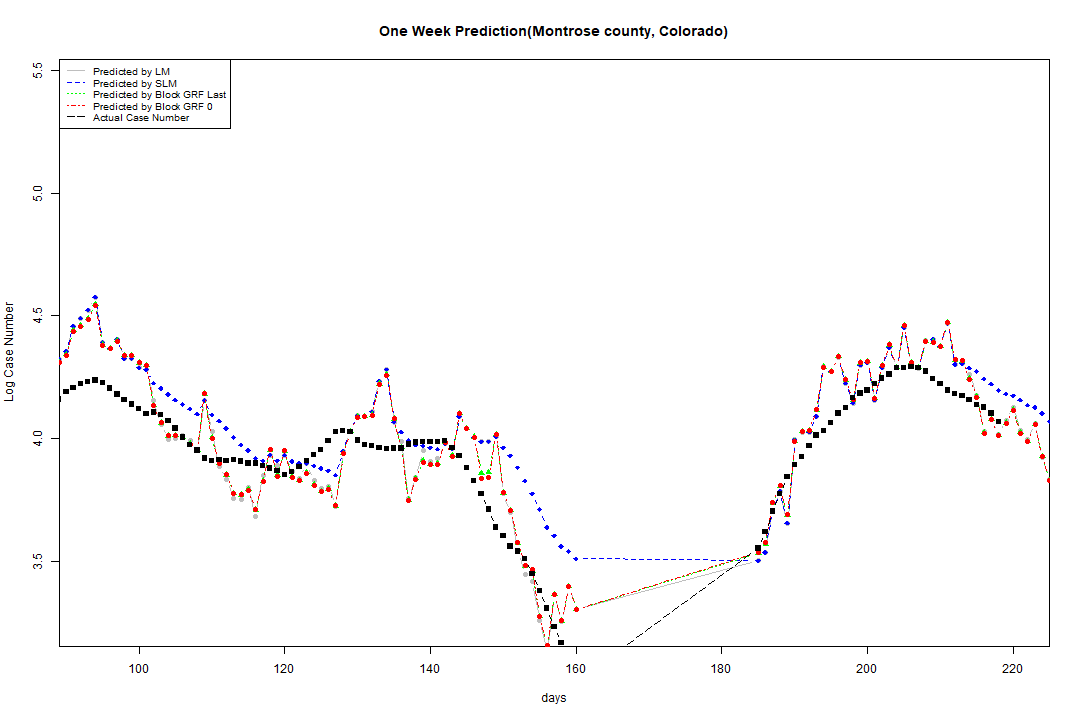 One Week Prediction(Montrose county, Colorado)
Predicted by LM
Predicted by SLM
Predicted by Block GRF Last
Predicted by Block GRF 0
Actual Case Number
5.5
5.0
4.5
4.0
3.5
Log Case Number
100 120 140 160 180 200 220
days